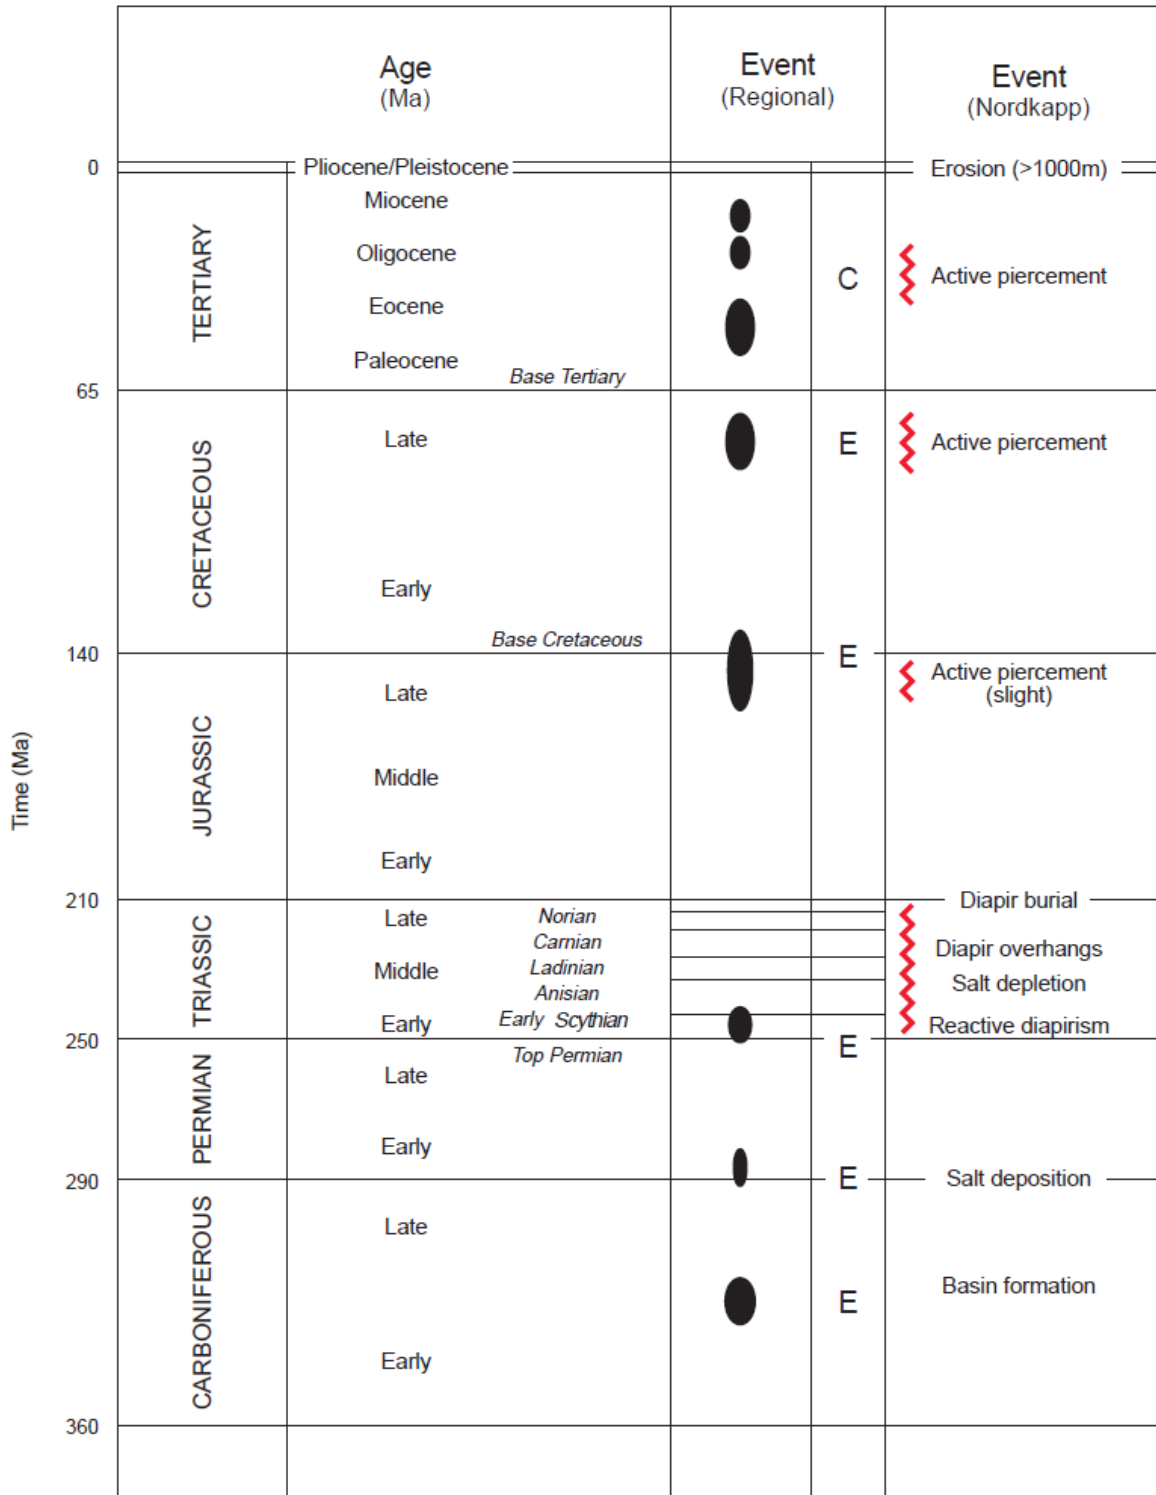 Age
(Ma)
Event
(Regional)
Event
(Nordkapp)
0
Pliocene/Pleistocene
Erosion (>1000m)
TERTIARY
Miocene
Oligocene
Eocene
Paleocene
Base Tertiary
C
Active piercement
65
CRETACEOUS
Late
E
Active piercement
Early
Base Cretaceous
140
E
Time (Ma)
JURASSIC
Late
Active piercement
(slight)
Middle
Early
210
Diapir burial
TRIASSIC
Late
Norian
Carnian
Diapir overhangs
Middle
Ladinian
Salt depletion
Anisian
Early
Early Scythian
Reactive diapirism
250
E
PERMIAN
Top Permian
Late
Early
290
E
Salt deposition
CARBONIFEROUS
Late
Basin formation
E
Early
360